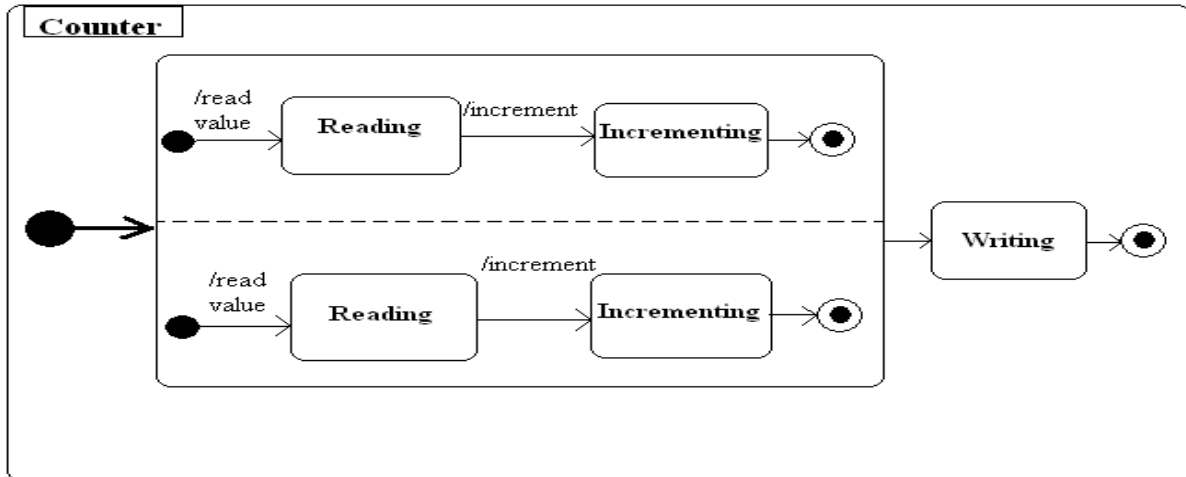 Counter
/read
value
Reading
/increment
Incrementing
Writing
/read
value
Reading
/increment
Incrementing